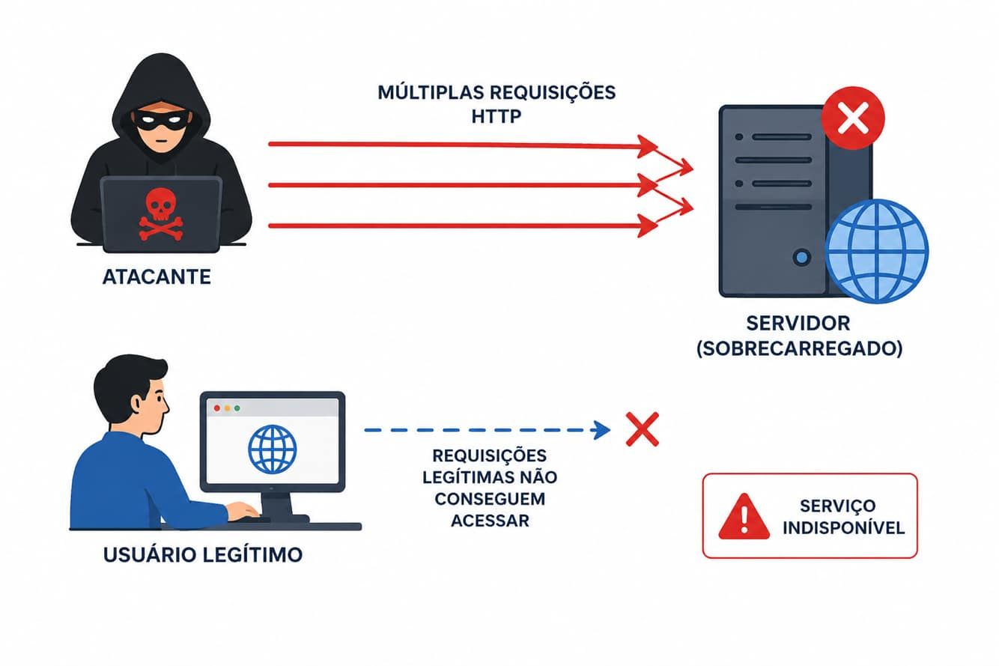 MÚLTIPLAS REQUISIÇÕES
HTTP
ATACANTE
SERVIDOR
(SOBRECARREGADO)
REQUISIÇÕES
LEGÍTIMAS NÃO
CONSEGUEM
ACESSAR
USUÁRIO LEGÍTIMO
SERVIÇO
INDISPONÍVEL